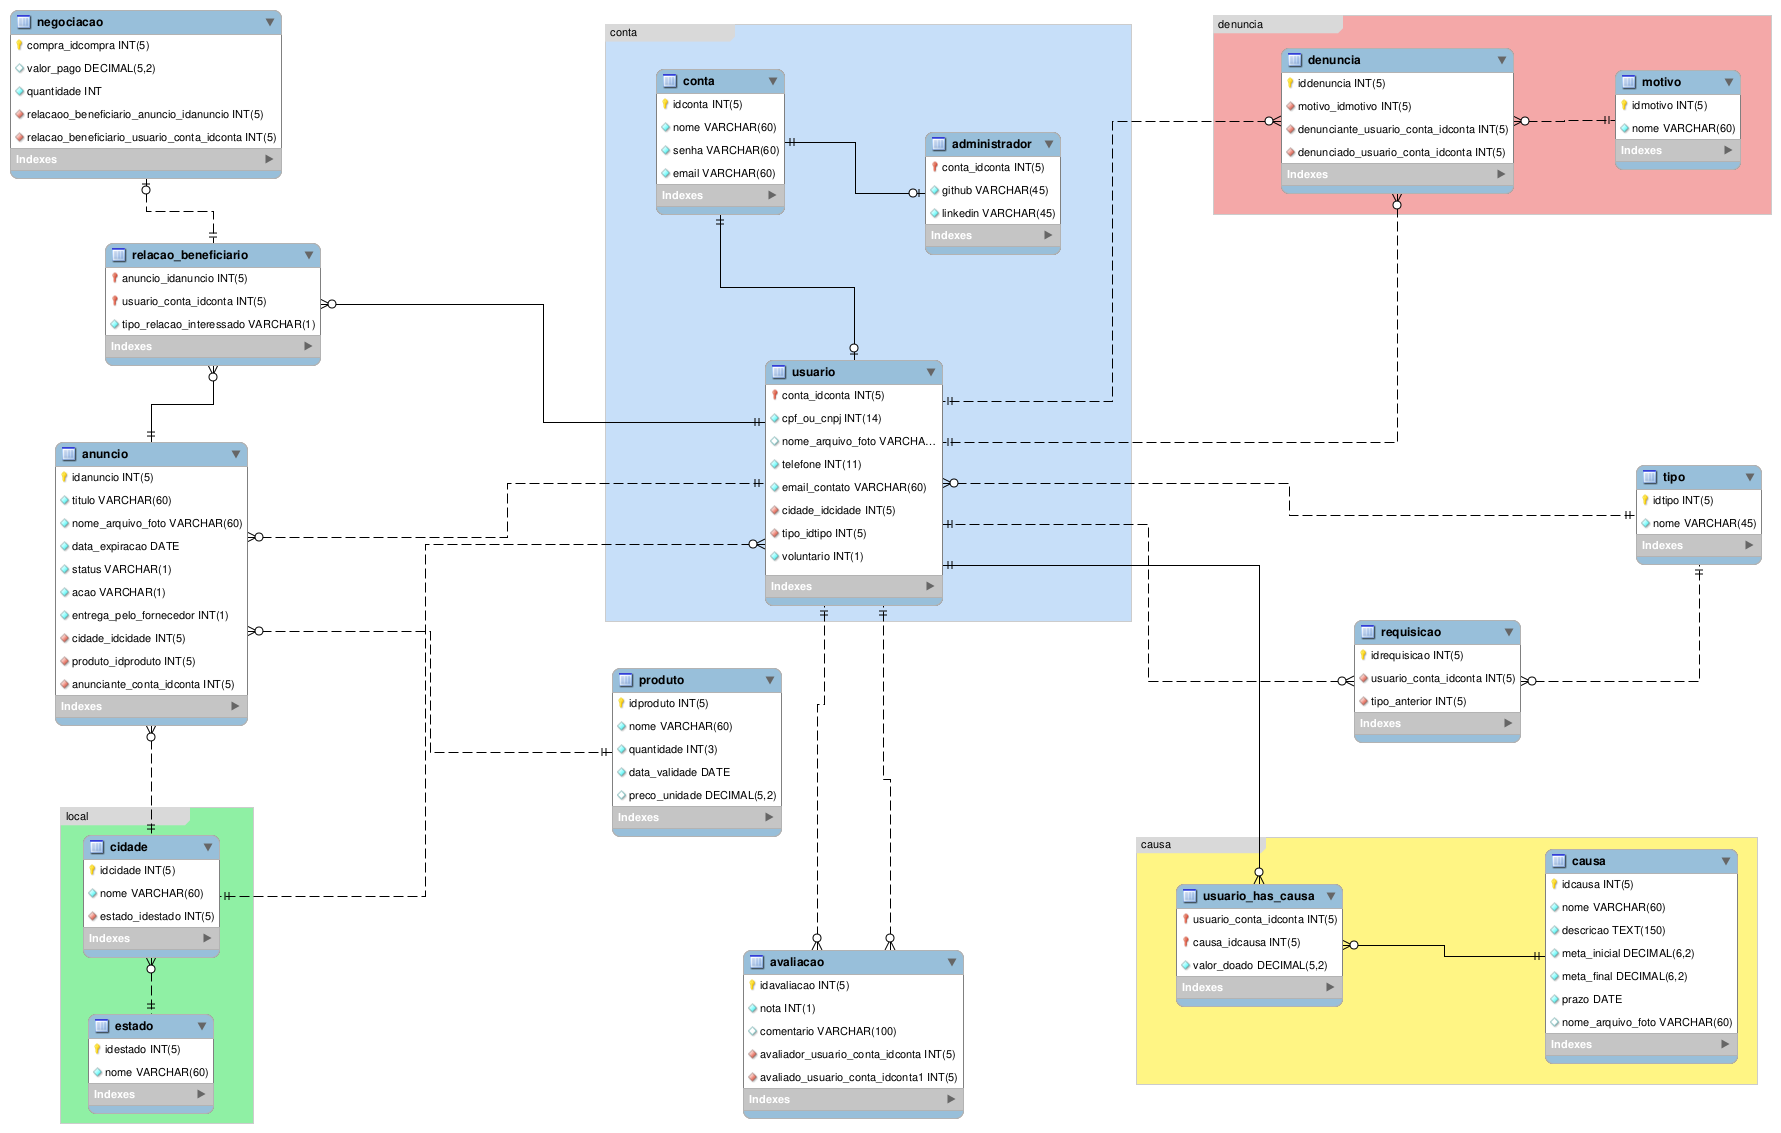 negociacao
compra_idcompra INT(5)
valor_pago DECIMAL(5,2)
quantidade INT
relacaoo_beneficiario_anuncio_idanuncio INT(5)
relacao_beneficiario_usuario_conta_idconta INT(5)
Indexes
relacao_beneficiario
anuncio_idanuncio INT(5)
usuario_conta_idconta INT(5)
tipo_relacao_interessado VARCHAR(1)
Indexes
anuncio
idanuncio INT(5)
titulo VARCHAR(60)
nome_arquivo_foto VARCHAR(60)
data_expiracao DATE
status VARCHAR(1)
acao VARCHAR(1)
entrega_pelo_fornecedor INT(1)
cidade_idcidade INT(5)
produto_idproduto INT(5)
anunciante_conta_idconta INT(5)
Indexes
local
cidade
idcidade INT(5)
nome VARCHAR(60)
estado_idestado INT(5)
Indexes
estado
idestado INT(5)
nome VARCHAR(60)
Indexes
conta
conta
idconta INT(5)
nome VARCHAR(60)
senha VARCHAR(60)
email VARCHAR(60)
Indexes
administrador
conta_idconta INT(5)
github VARCHAR(45)
linkedin VARCHAR(45)
Indexes
usuario
conta_idconta INT(5)
cpf_ou_cnpj INT(14)
nome_arquivo_foto VARCHA...
telefone INT(11)
email_contato VARCHAR(60)
cidade_idcidade INT(5)
tipo_idtipo INT(5)
voluntario INT(1)
Indexes
produto
idproduto INT(5)
nome VARCHAR(60)
quantidade INT(3)
data_validade DATE
preco_unidade DECIMAL(5,2)
Indexes
avaliacao
idavaliacao INT(5)
nota INT(1)
comentario VARCHAR(100)
avaliador_usuario_conta_idconta INT(5)
avaliado_usuario_conta_idconta1 INT(5)
Indexes
denuncia
denuncia
iddenuncia INT(5)
motivo_idmotivo INT(5)
denunciante_usuario_conta_idconta INT(5)
denunciado_usuario_conta_idconta INT(5)
Indexes
motivo
idmotivo INT(5)
nome VARCHAR(60)
Indexes
tipo
idtipo INT(5)
nome VARCHAR(45)
Indexes
requisicao
idrequisicao INT(5)
usuario_conta_idconta INT(5)
tipo_anterior INT(5)
Indexes
causa
usuario_has_causa
usuario_conta_idconta INT(5)
causa_idcausa INT(5)
valor_doado DECIMAL(5,2)
Indexes
causa
idcausa INT(5)
nome VARCHAR(60)
descricao TEXT(150)
meta_inicial DECIMAL(6,2)
meta_final DECIMAL(6,2)
prazo DATE
nome_arquivo_foto VARCHAR(60)
Indexes